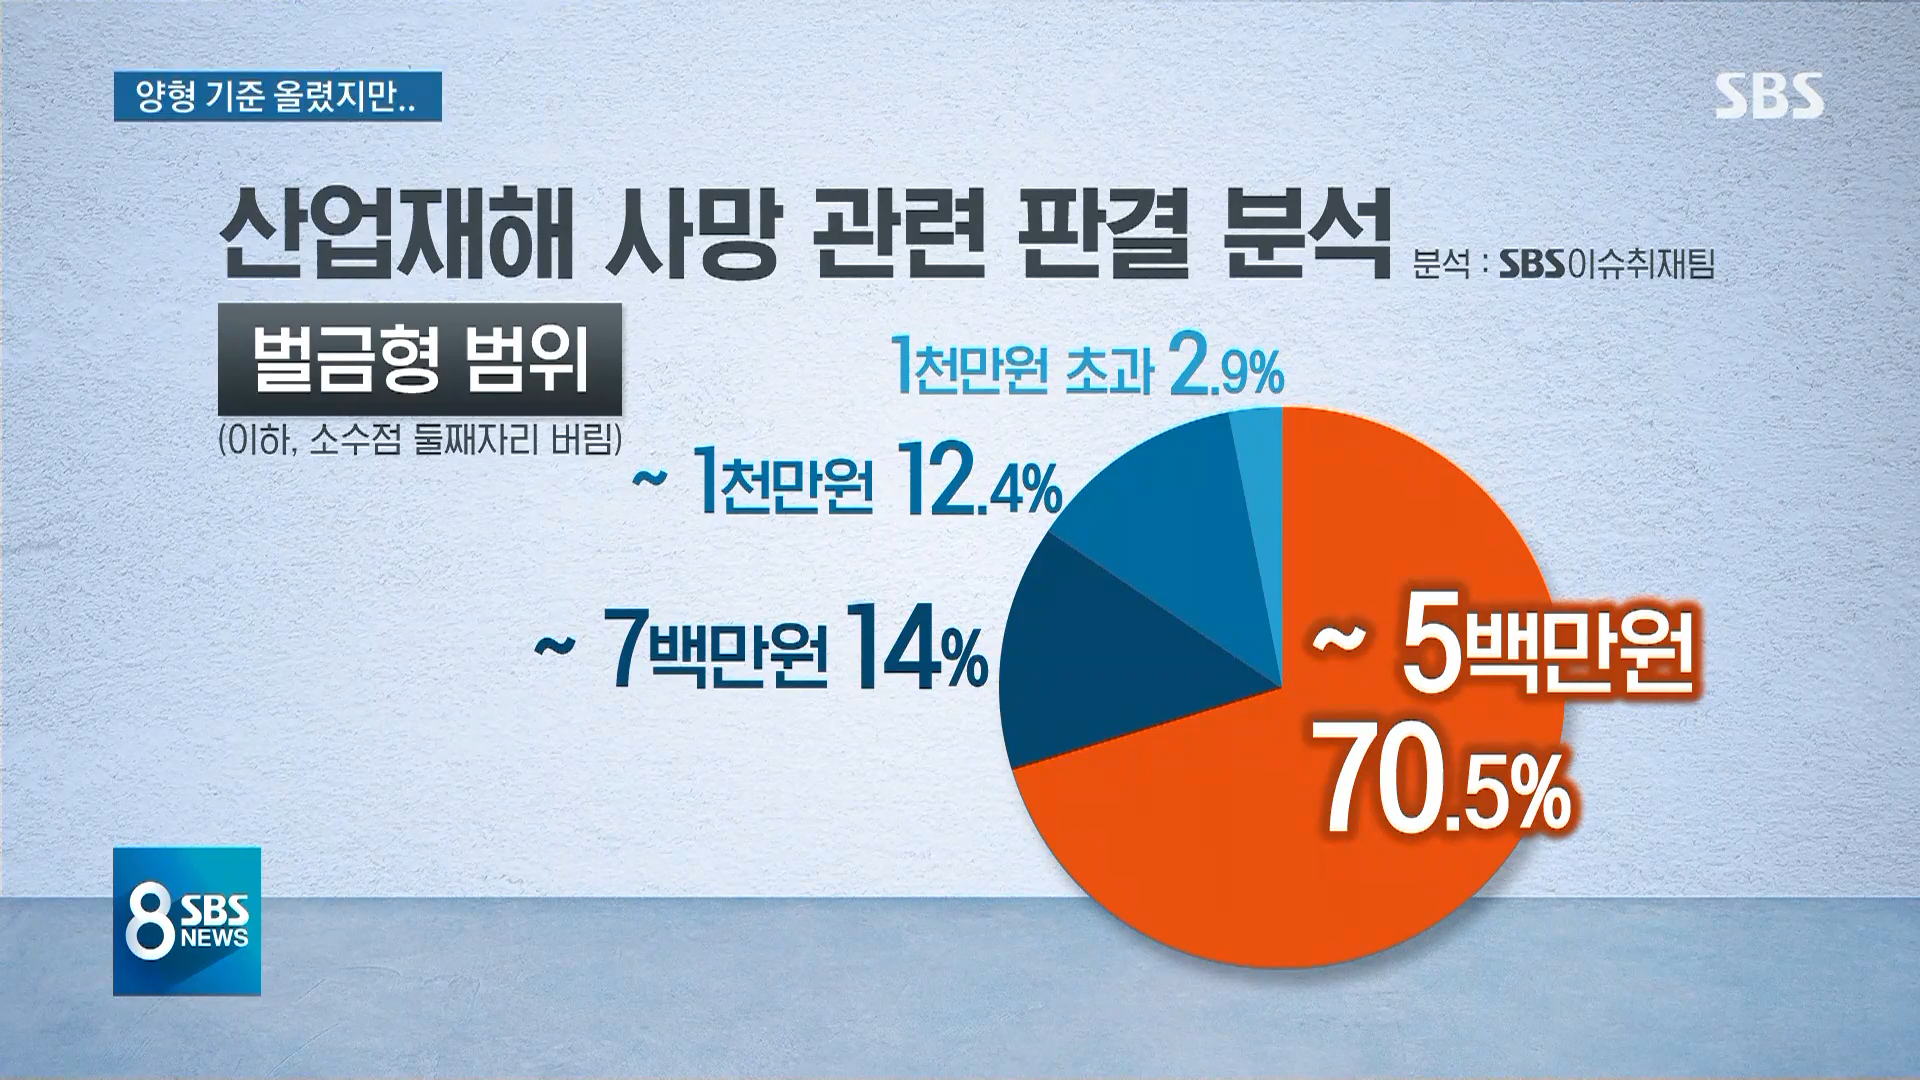 양형 기준 올렸지만..
SBS
산업재해 사망 관련 판결 분석 분석 : SBS이슈취재팀
벌금형 범위
(이하, 소수점 둘째자리 버림)
1천만원 초과 2.9%
~ 1천만원 12.4%
~ 7백만원 14%
~ 5백만원
70.5%
8 SBS
NEWS